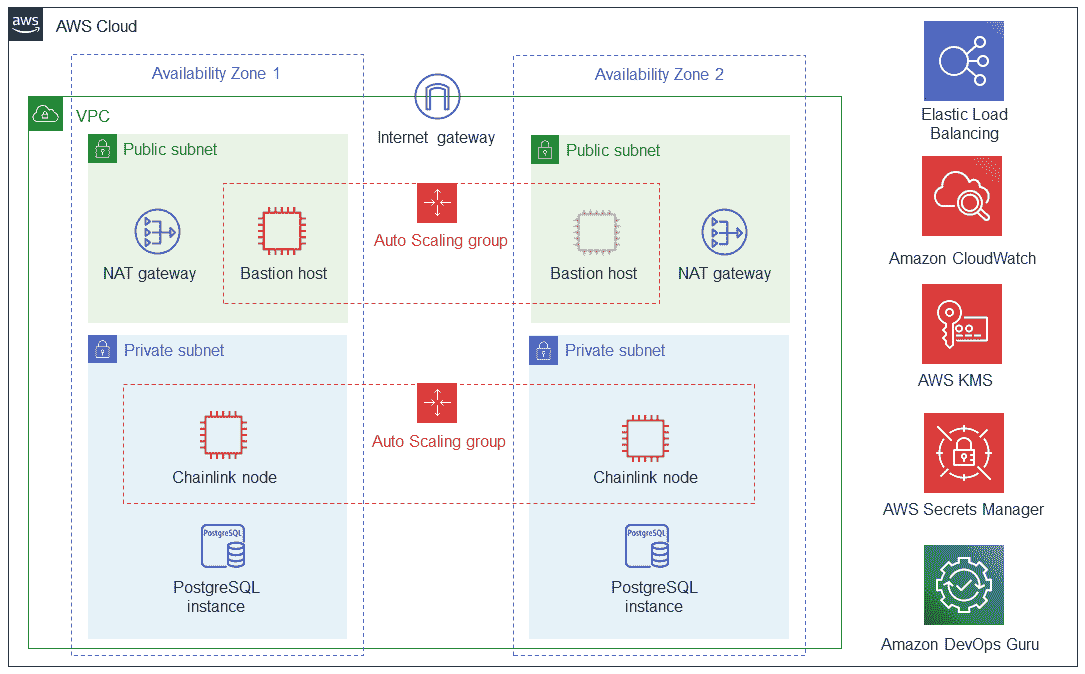 aws
AWS Cloud
Availability Zone 1
Availability Zone 2
VPC
Internet gateway
Elastic Load
Balancing
Public subnet
Public subnet
Auto Scaling group
NAT gateway
Bastion host
Bastion host
NAT gateway
Amazon CloudWatch
Private subnet
Private subnet
AWS KMS
Auto Scaling group
Chainlink node
Chainlink node
AWS Secrets Manager
PostgreSQL
PostgreSQL
PostgreSQL
instance
PostgreSQL
instance
Amazon DevOps Guru